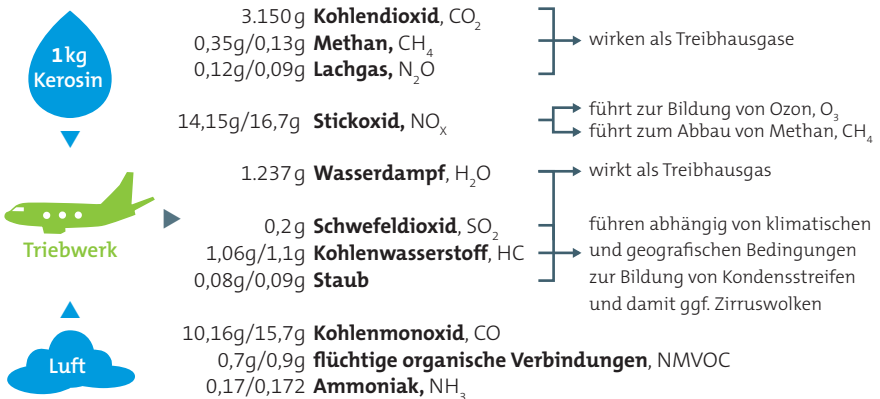 1 kg
Kerosin
Triebwerk
Luft
3.150 g Kohlendioxid, CO₂
0,35g/0,13g Methan, CH₄
0,12g/0,09g Lachgas, N₂O
wirken als Treibhausgase
14,15g/16,7g Stickoxid, NOₓ
führt zur Bildung von Ozon, O₃
führt zum Abbau von Methan, CH₄
1.237 g Wasserdampf, H₂O
wirkt als Treibhausgas
0,2 g Schwefeldioxid, SO₂
1,06g/1,1g Kohlenwasserstoff, HC
0,08g/0,09g Staub
führen abhängig von klimatischen
und geografischen Bedingungen
zur Bildung von Kondensstreifen
und damit ggf. Zirruswolken
10,16g/15,7g Kohlenmonoxid, CO
0,7g/0,9g flüchtige organische Verbindungen, NMVOC
0,17/0,172 Ammoniak, NH₃